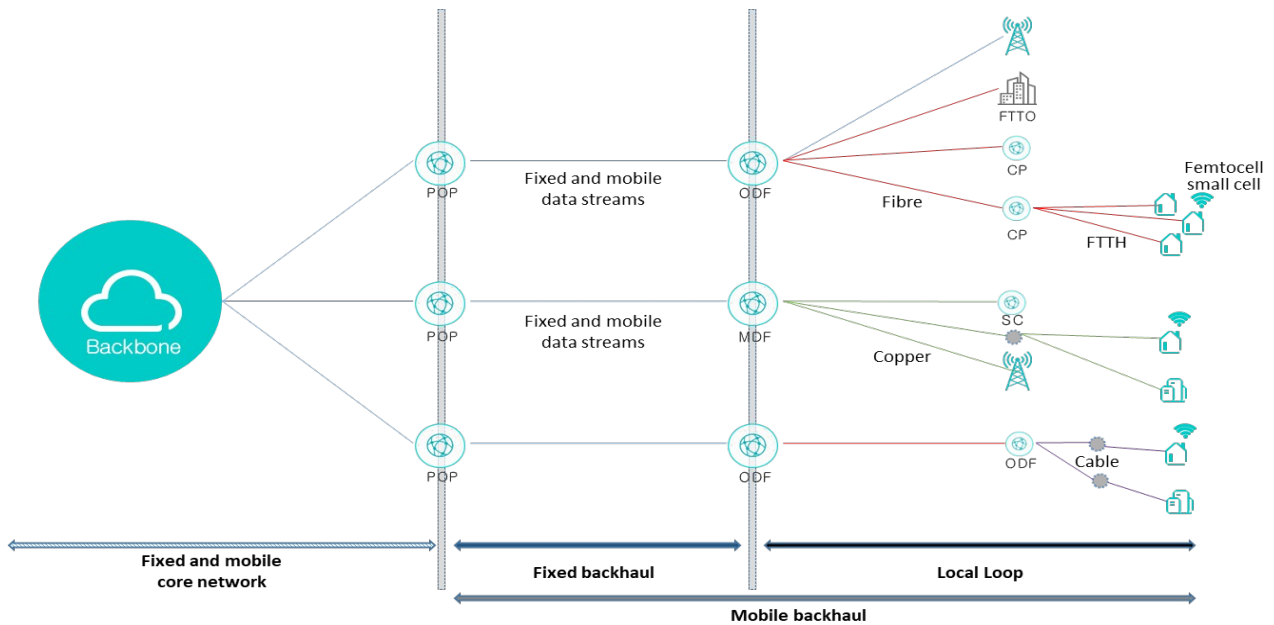 FTTO
CP
Femtocell
small cell
POP
Fixed and mobile
data streams
ODF
Fibre
CP
FTTH
Backbone
POP
Fixed and mobile
data streams
MDF
SC
Copper
POP
ODF
ODF
Cable
Fixed and mobile
core network
Fixed backhaul
Local Loop
Mobile backhaul